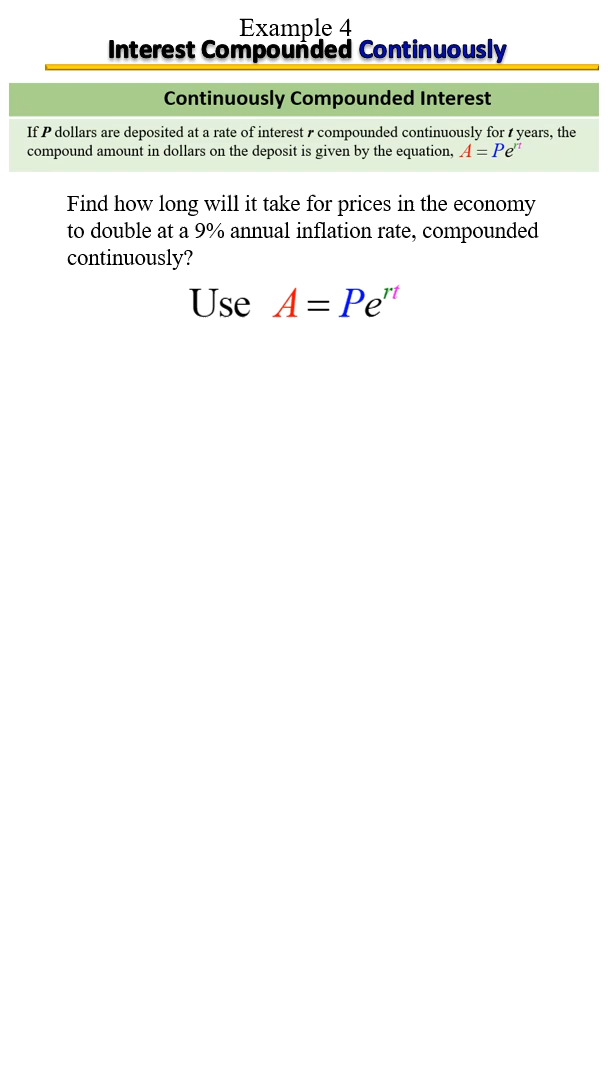 Example 4
Interest Compounded Continuously
Continuously Compounded Interest
If P dollars are deposited at a rate of interest r compounded continuously for t years, the
compound amount in dollars on the deposit is given by the equation, A = Pe^rt
Find how long will it take for prices in the economy
to double at a 9% annual inflation rate, compounded
continuously?
Use A = Pe^rt